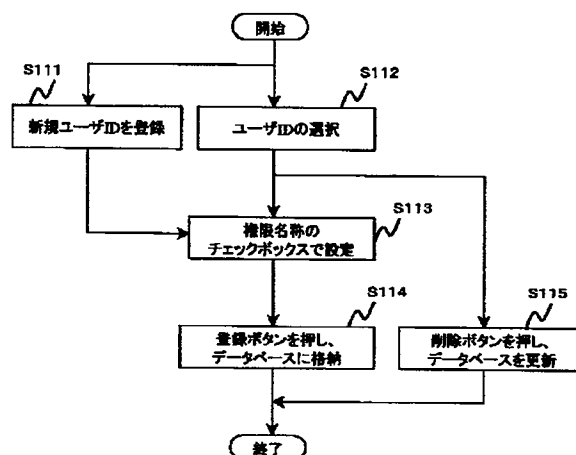 開始
S111
S112
新規ユーザIDを登録
ユーザIDの選択
S113
権限名称の
チェックボックスで設定
S114
S115
登録ボタンを押し、
データベースに格納
削除ボタンを押し、
データベースを更新
終了